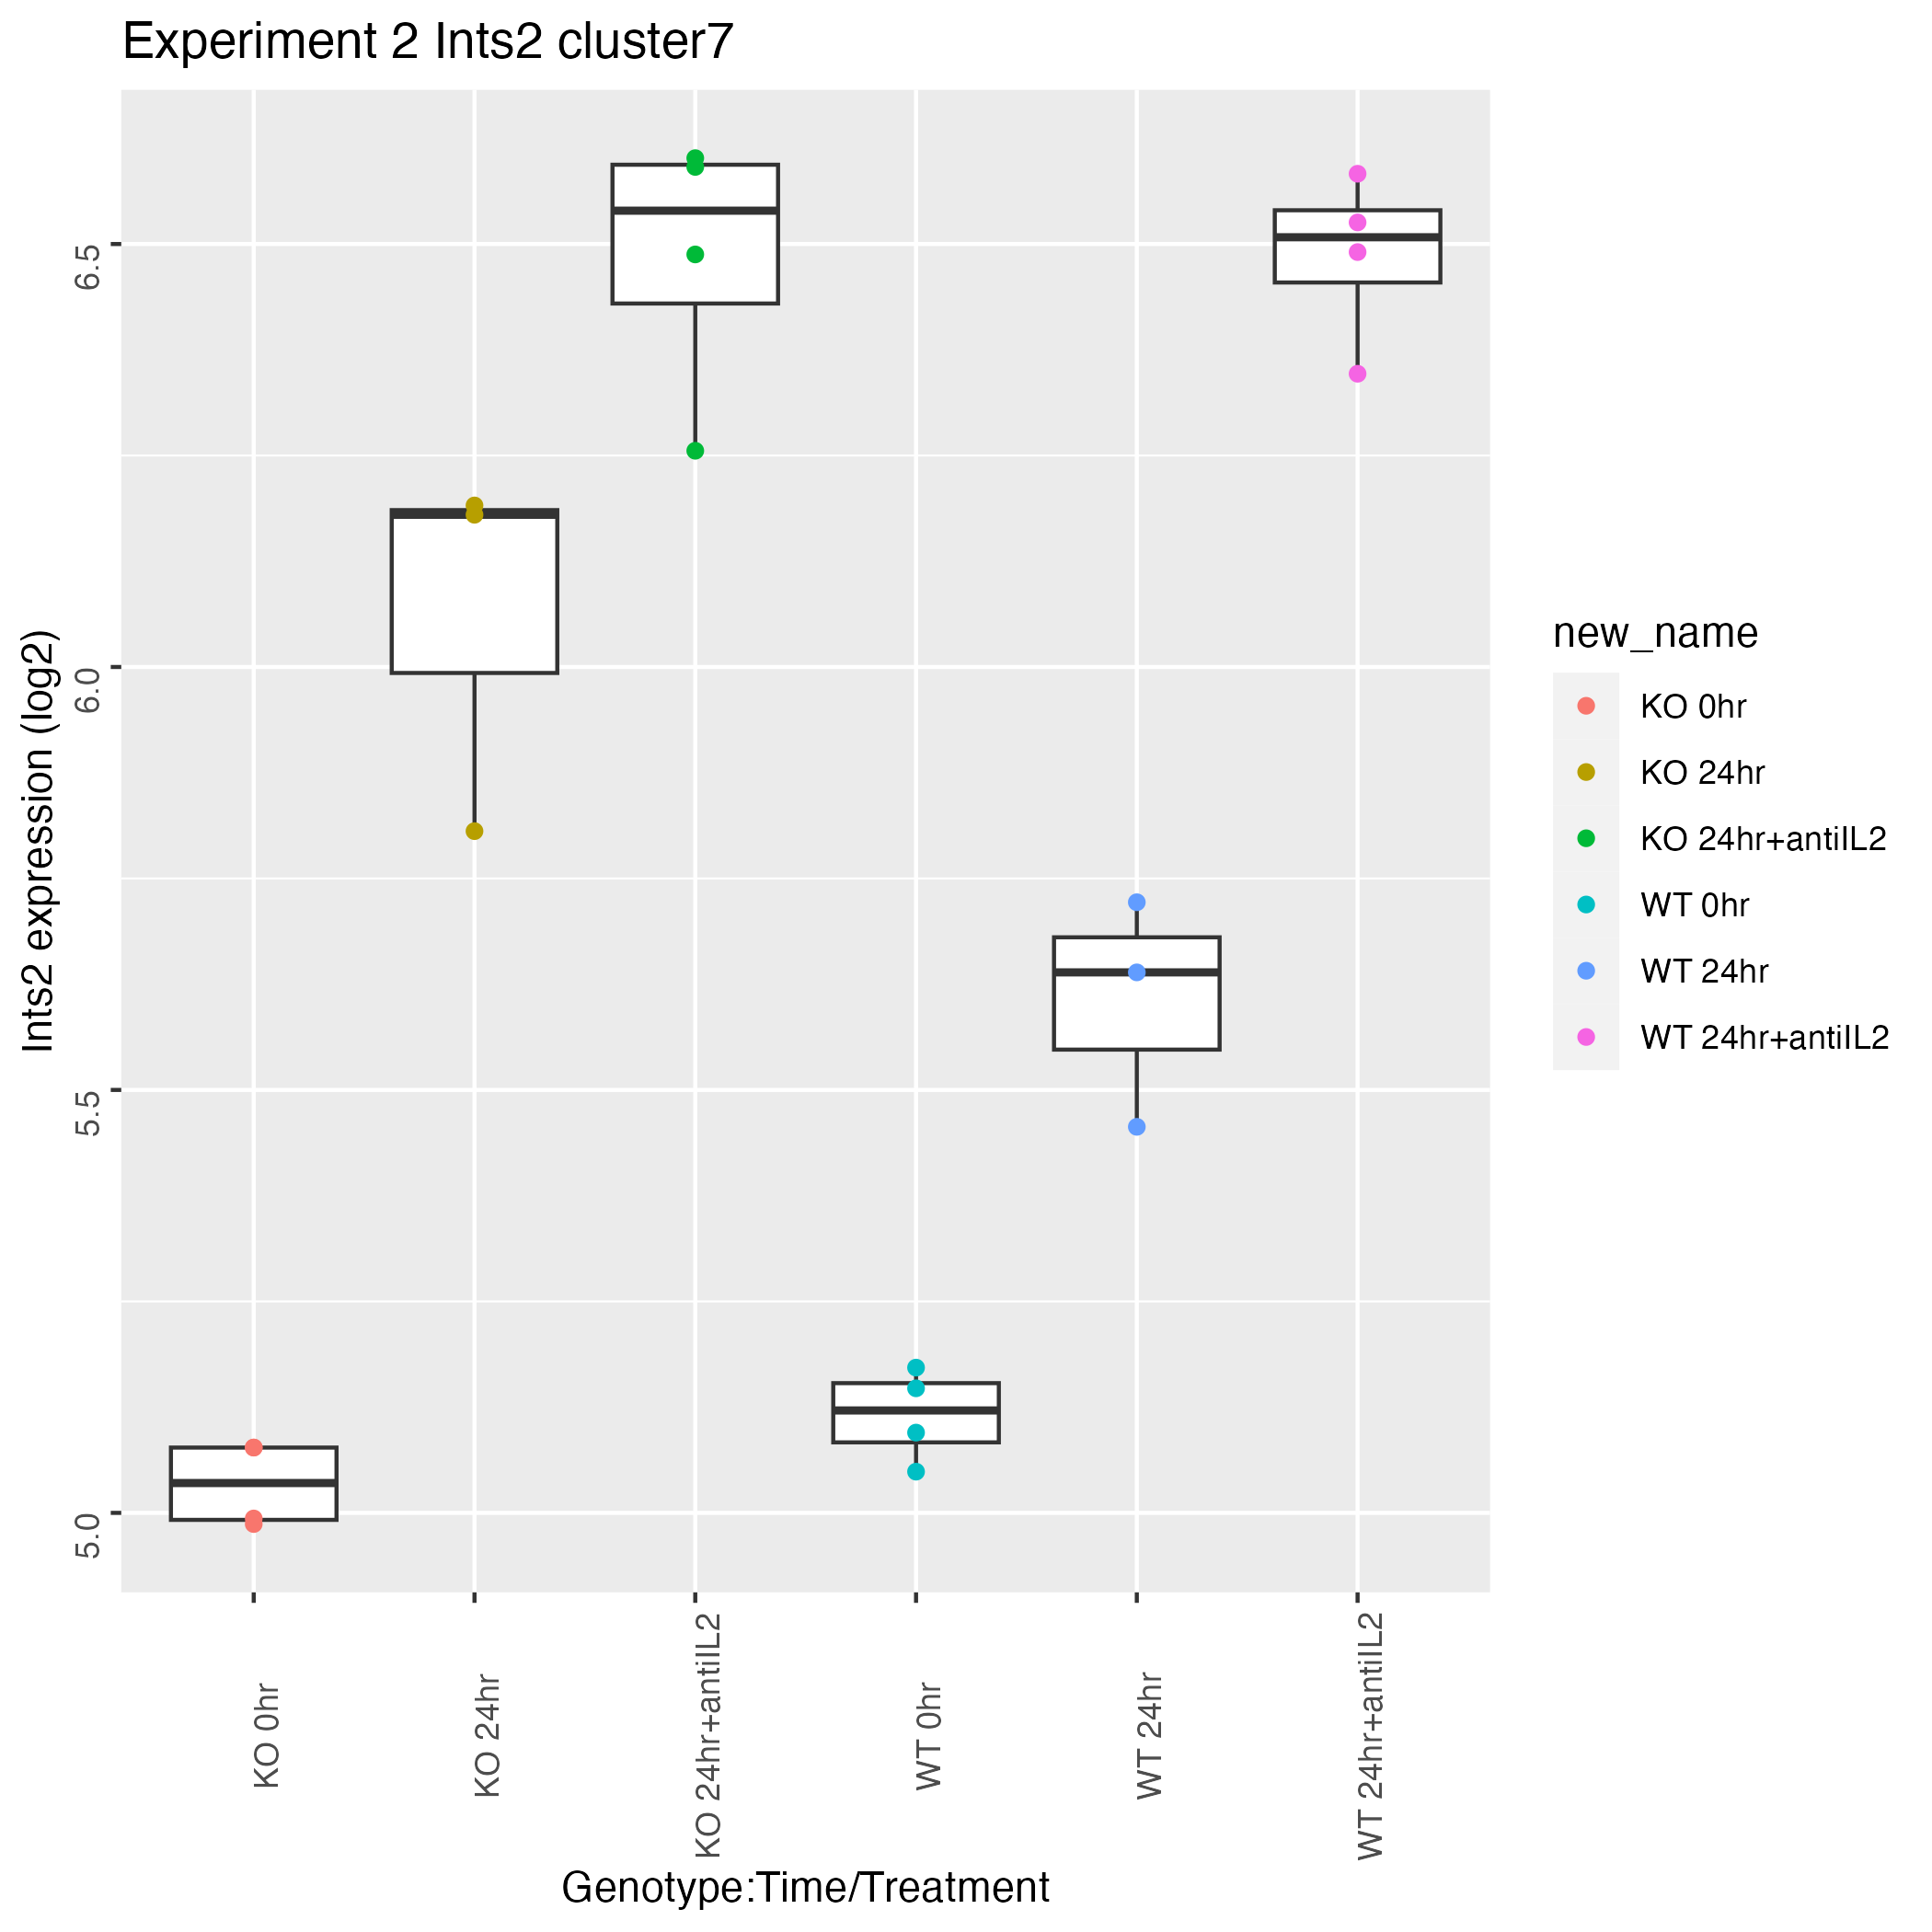 Experiment 2 Ints2 cluster7
Ints2 expression (log2)
6.5
6.0
5.5
5.0
KO 0hr
KO 24hr
KO 24hr+antiIL2
WT 0hr
WT 24hr
WT 24hr+antiIL2
Genotype:Time/Treatment
new_name
KO 0hr
KO 24hr
KO 24hr+antiIL2
WT 0hr
WT 24hr
WT 24hr+antiIL2